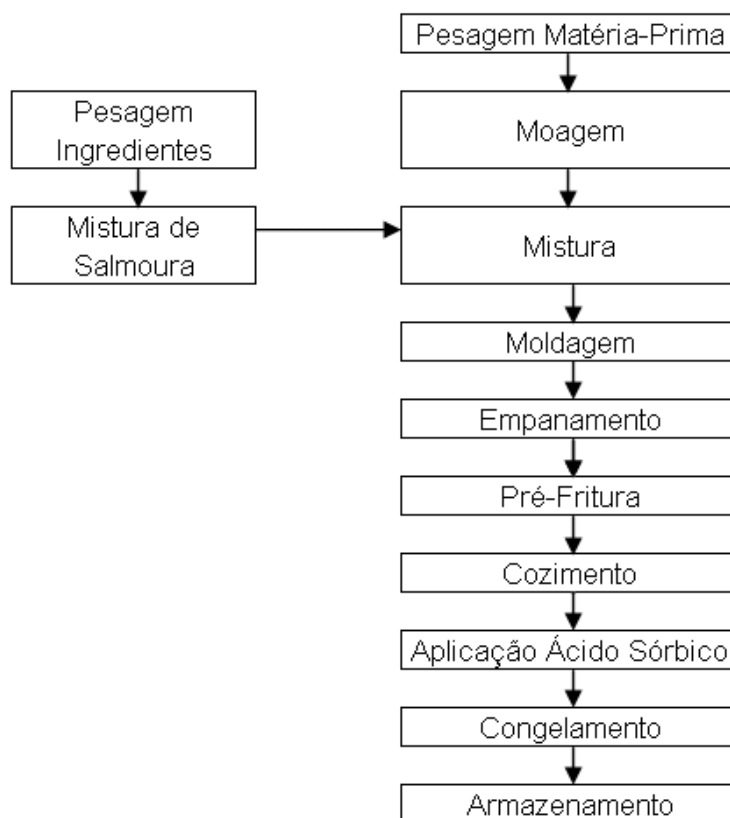 Pesagem Matéria-Prima
Pesagem
Ingredientes
Moagem
Mistura de
Salmoura
Mistura
Moldagem
Empanamento
Pré-Fritura
Cozimento
Aplicação Ácido Sórbico
Congelamento
Armazenamento